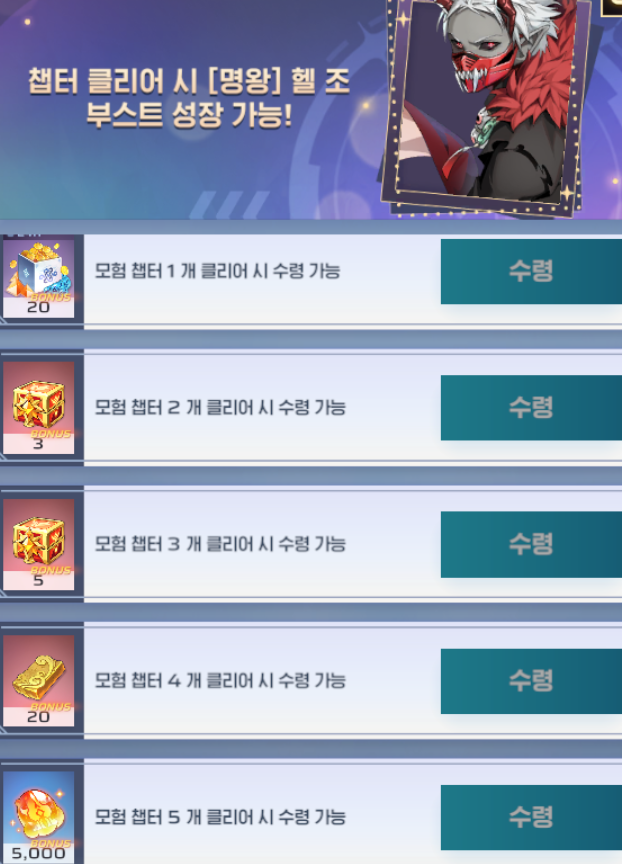 챕터 클리어 시 [명왕] 헬 조
부스트 성장 가능!
BONUS
20
모험 챕터 1 개 클리어 시 수령 가능
수령
BONUS
3
모험 챕터 2 개 클리어 시 수령 가능
수령
BONUS
5
모험 챕터 3 개 클리어 시 수령 가능
수령
BONUS
20
모험 챕터 4 개 클리어 시 수령 가능
수령
5,000
모험 챕터 5 개 클리어 시 수령 가능
수령